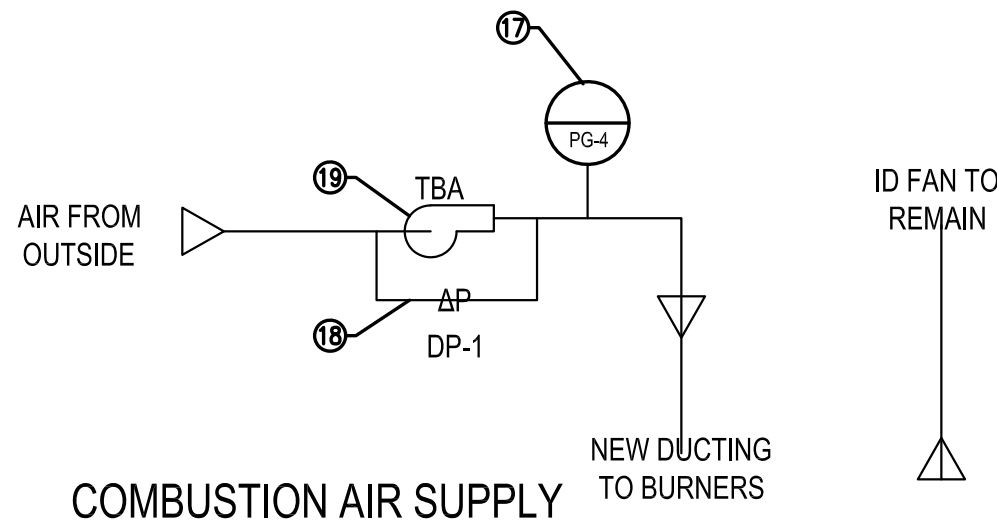 17
PG-4
19
TBA
AIR FROM
OUTSIDE
ID FAN TO
REMAIN
ΔP
18
DP-1
NEW DUCTING
TO BURNERS
COMBUSTION AIR SUPPLY